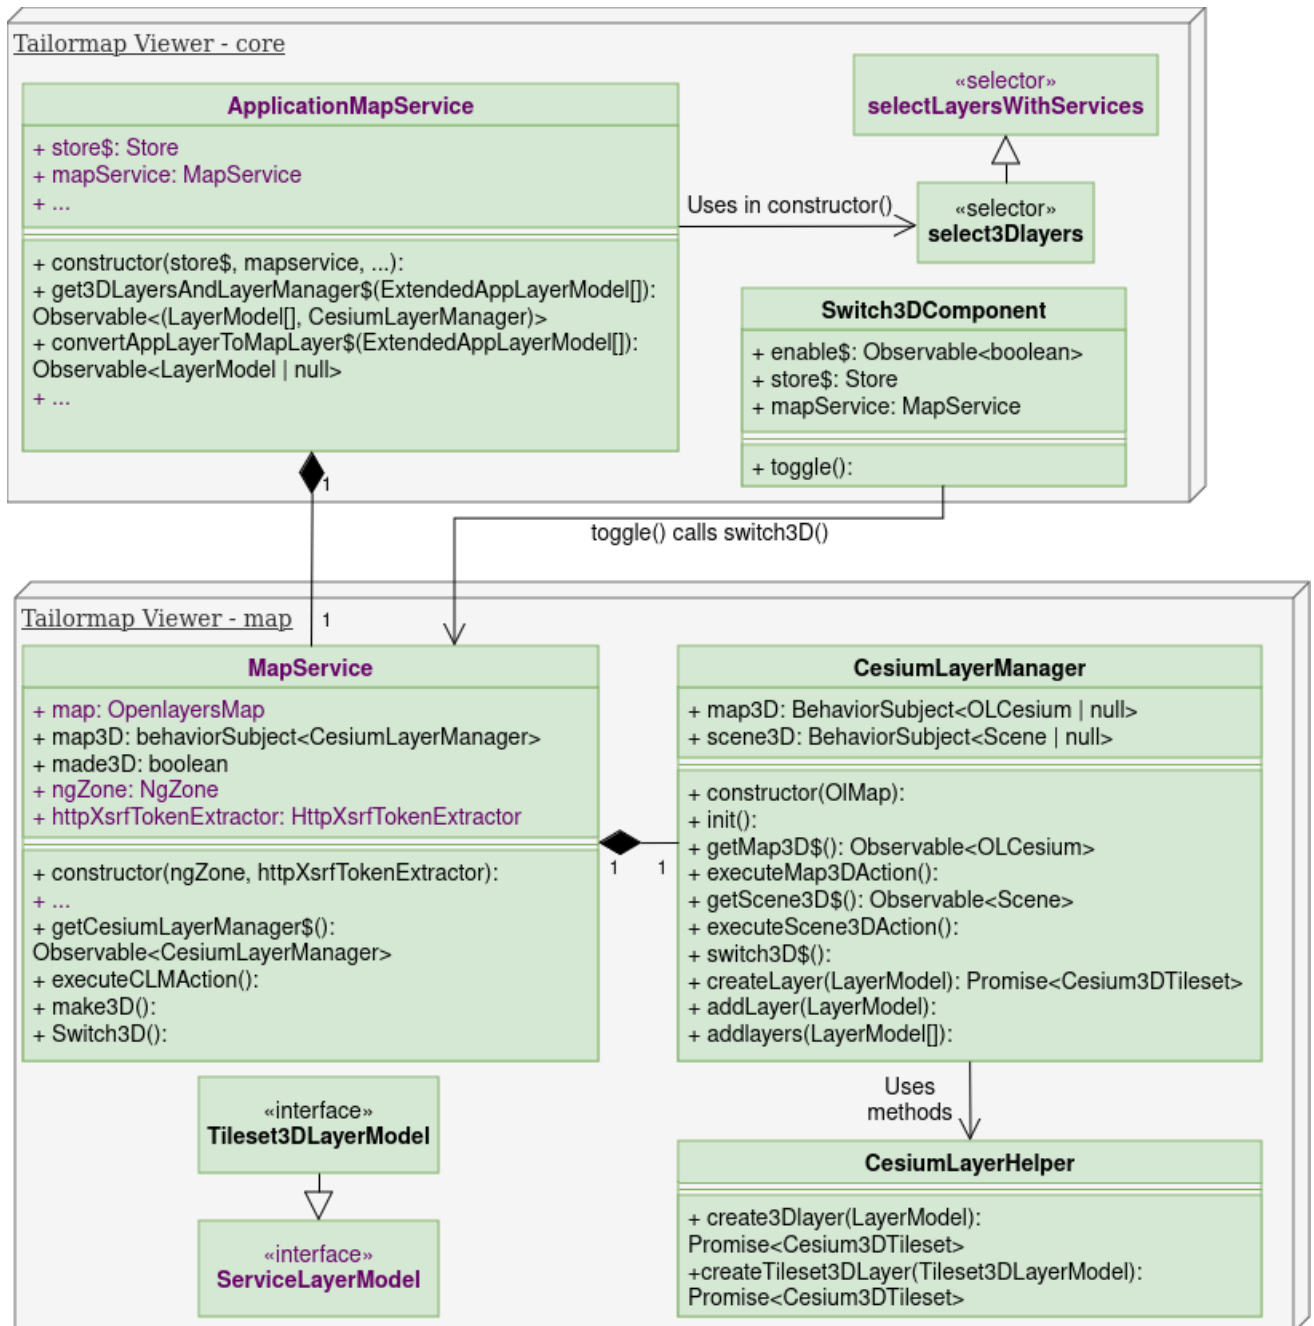 Tailormap Viewer - core
ApplicationMapService
+ store$: Store
+ mapService: MapService
+ ...
+ constructor(store$, mapservice, ...):
+ get3DLayersAndLayerManager$(ExtendedAppLayerModel[]):
Observable<(LayerModel[], CesiumLayerManager)>
+ convertAppLayerToMapLayer$(ExtendedAppLayerModel[]):
Observable<LayerModel | null>
+ ...
«selector»
selectLayersWithServices
Uses in constructor()
«selector»
select3Dlayers
Switch3DComponent
+ enable$: Observable<boolean>
+ store$: Store
+ mapService: MapService
+ toggle():
1
toggle() calls switch3D()
Tailormap Viewer - map
1
MapService
+ map: OpenlayersMap
+ map3D: behaviorSubject<CesiumLayerManager>
+ made3D: boolean
+ ngZone: NgZone
+ httpXsrfTokenExtractor: HttpXsrfTokenExtractor
+ constructor(ngZone, httpXsrfTokenExtractor):
+ ...
+ getCesiumLayerManager$():
Observable<CesiumLayerManager>
+ executeCLMAction():
+ make3D():
+ Switch3D():
1
1
CesiumLayerManager
+ map3D: BehaviorSubject<OLCesium | null>
+ scene3D: BehaviorSubject<Scene | null>
+ constructor(OlMap):
+ init():
+ getMap3D$(): Observable<OLCesium>
+ executeMap3DAction():
+ getScene3D$(): Observable<Scene>
+ executeScene3DAction():
+ switch3D$():
+ createLayer(LayerModel): Promise<Cesium3DTileset>
+ addLayer(LayerModel):
+ addlayers(LayerModel[]):
Uses
methods
«interface»
Tileset3DLayerModel
«interface»
ServiceLayerModel
CesiumLayerHelper
+ create3Dlayer(LayerModel):
Promise<Cesium3DTileset>
+createTileset3DLayer(Tileset3DLayerModel):
Promise<Cesium3DTileset>